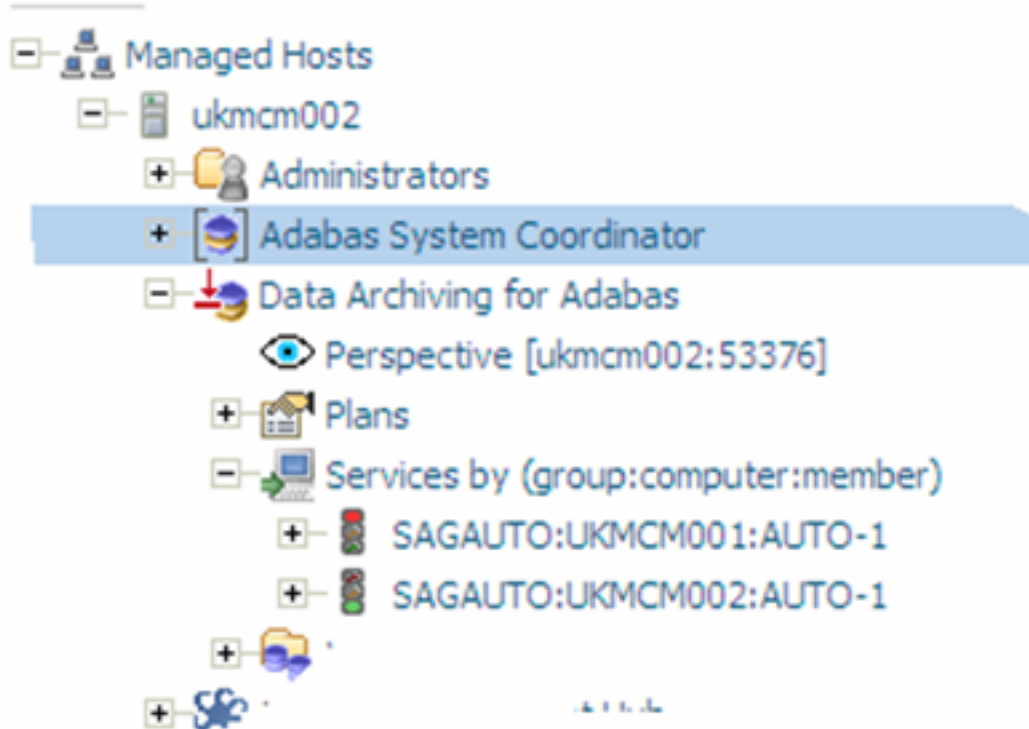 Managed Hosts
ukmcm002
Administrators
Adabas System Coordinator
Data Archiving for Adabas
Perspective [ukmcm002:53376]
Plans
Services by (group:computer:member)
SAGAUTO:UKMCM001:AUTO-1
SAGAUTO:UKMCM002:AUTO-1